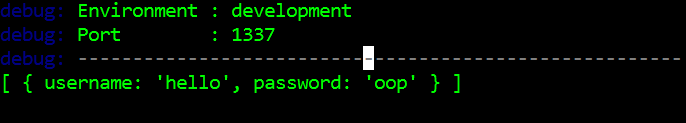 debug: Environment : development
debug: Port        : 1337
debug: -------------------------------------------------------
[ { username: 'hello', password: 'oop' } ]